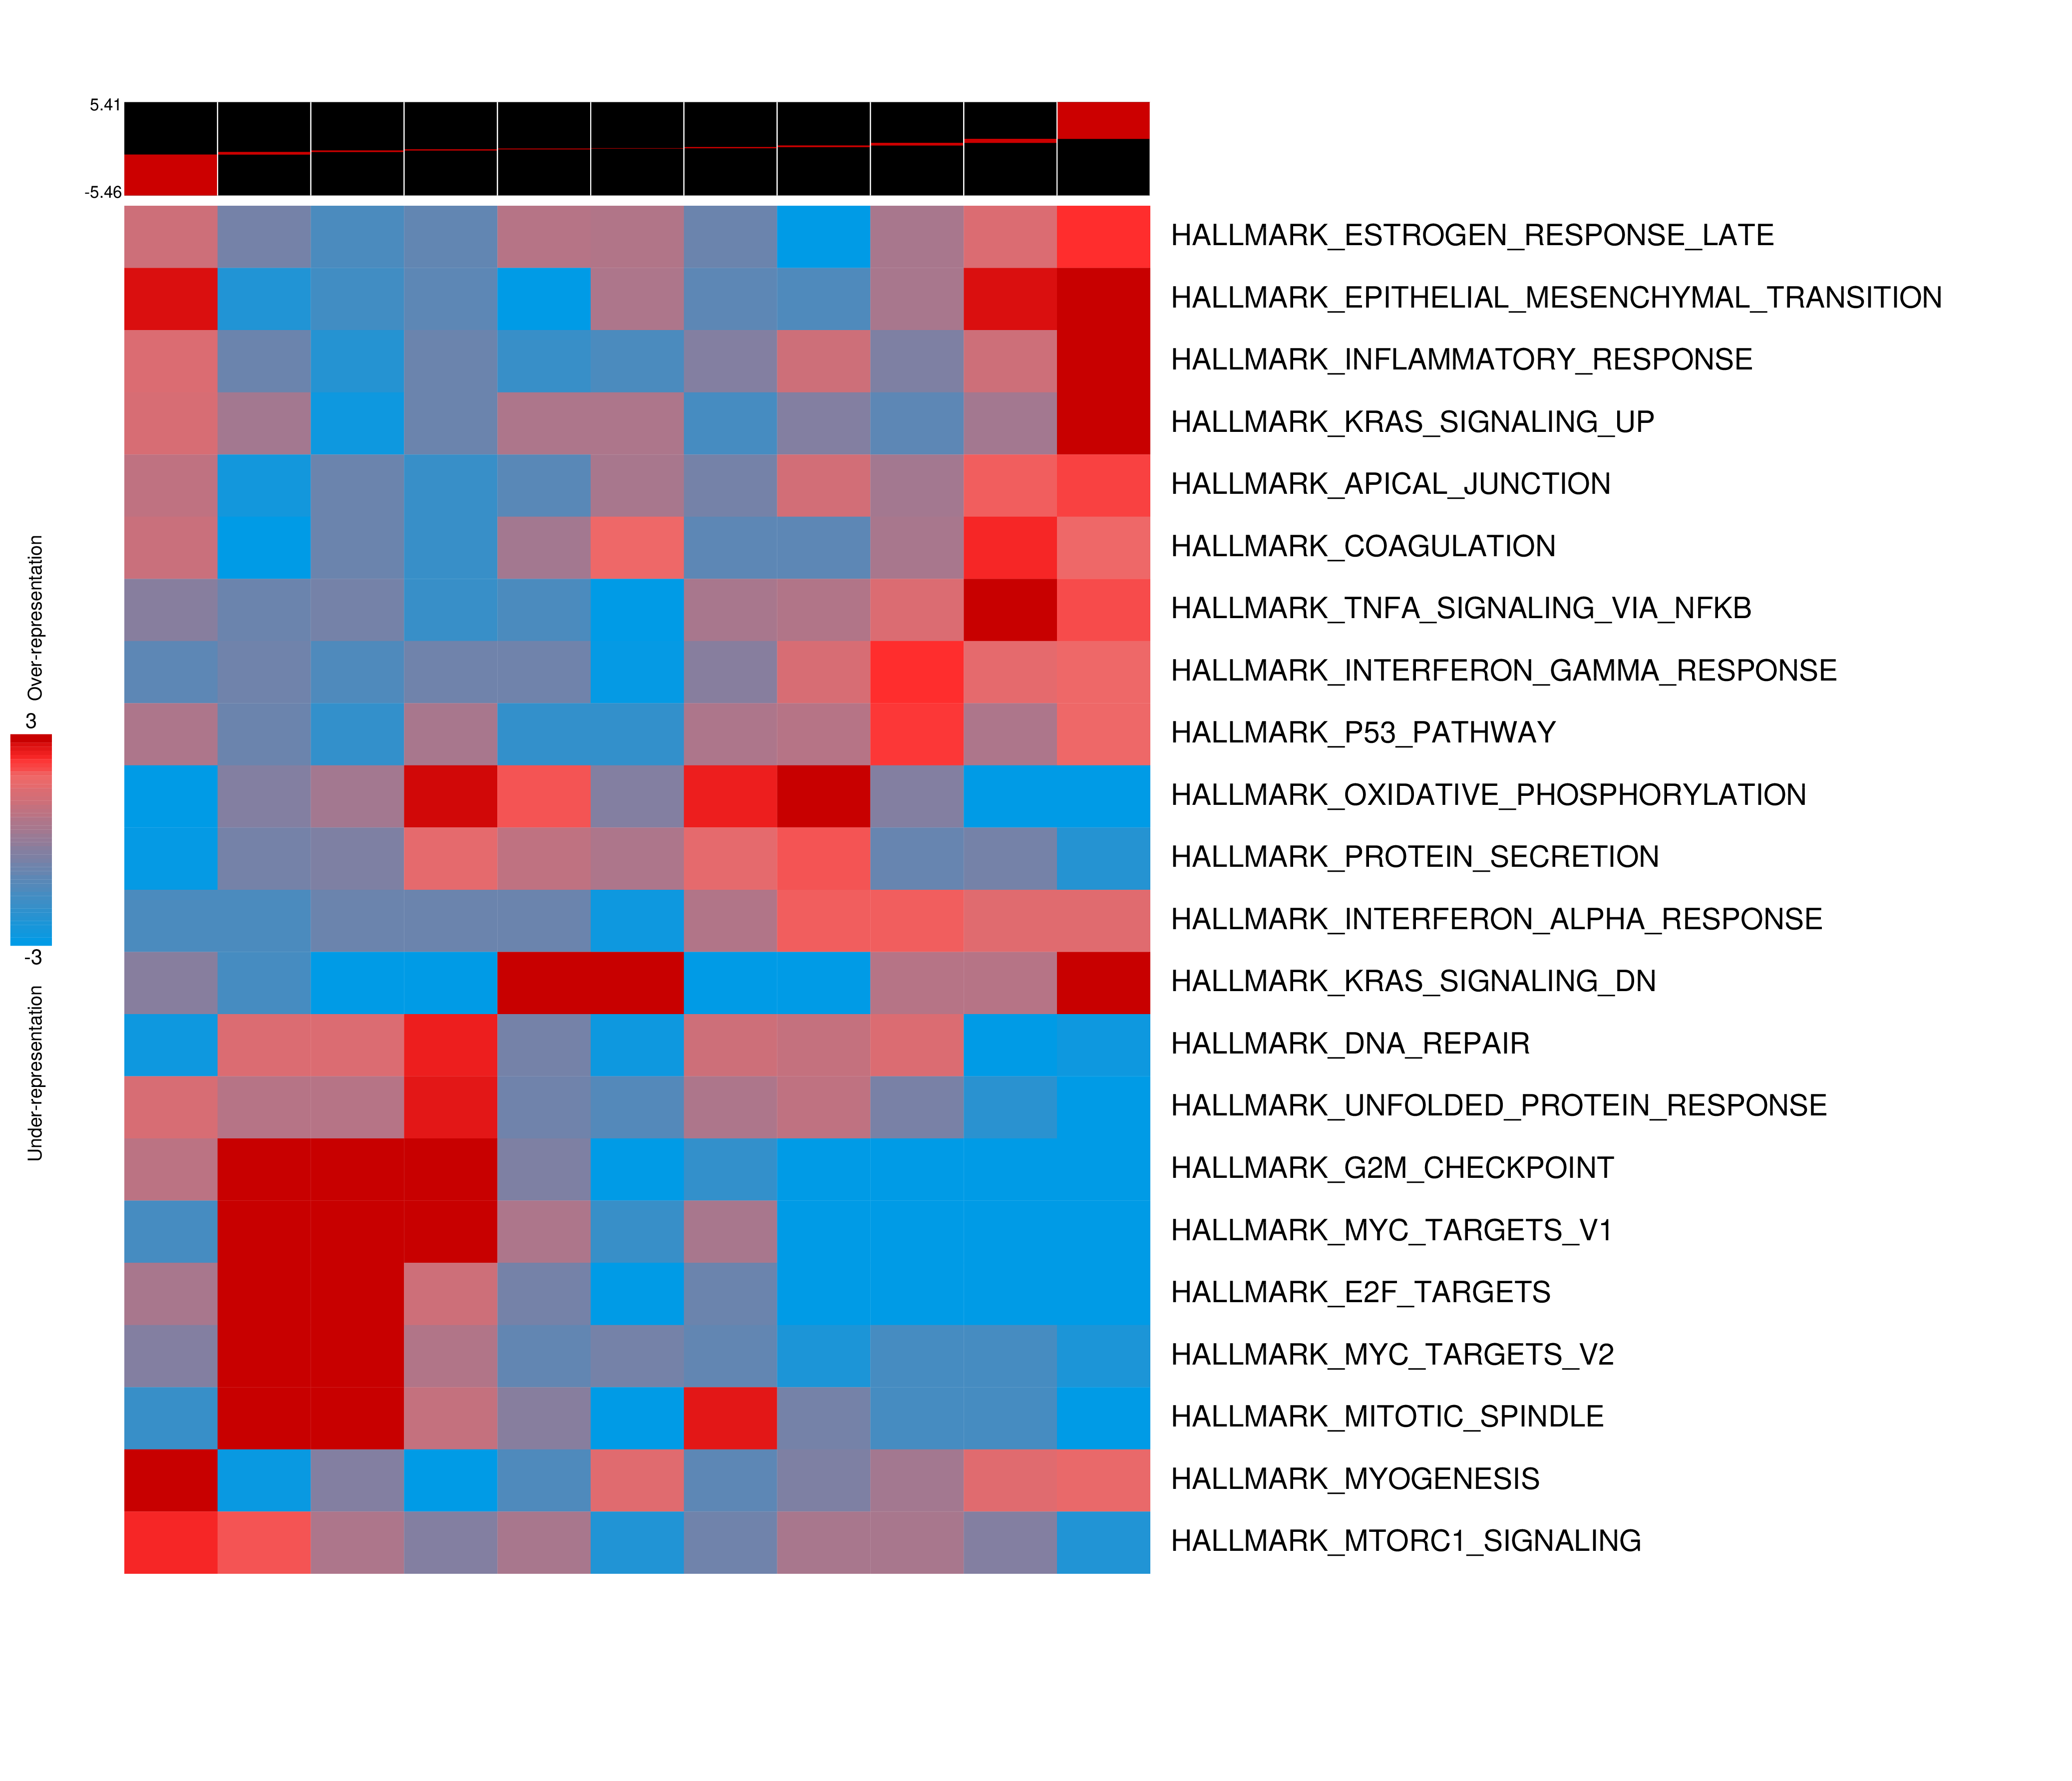 5.41
-5.46
HALLMARK_ESTROGEN_RESPONSE_LATE
HALLMARK_EPITHELIAL_MESENCHYMAL_TRANSITION
HALLMARK_INFLAMMATORY_RESPONSE
HALLMARK_KRAS_SIGNALING_UP
HALLMARK_APICAL_JUNCTION
HALLMARK_COAGULATION
HALLMARK_TNFA_SIGNALING_VIA_NFKB
HALLMARK_INTERFERON_GAMMA_RESPONSE
HALLMARK_P53_PATHWAY
HALLMARK_OXIDATIVE_PHOSPHORYLATION
HALLMARK_PROTEIN_SECRETION
HALLMARK_INTERFERON_ALPHA_RESPONSE
HALLMARK_KRAS_SIGNALING_DN
HALLMARK_DNA_REPAIR
HALLMARK_UNFOLDED_PROTEIN_RESPONSE
HALLMARK_G2M_CHECKPOINT
HALLMARK_MYC_TARGETS_V1
HALLMARK_E2F_TARGETS
HALLMARK_MYC_TARGETS_V2
HALLMARK_MITOTIC_SPINDLE
HALLMARK_MYOGENESIS
HALLMARK_MTORC1_SIGNALING
Over-representation
3
-3
Under-representation